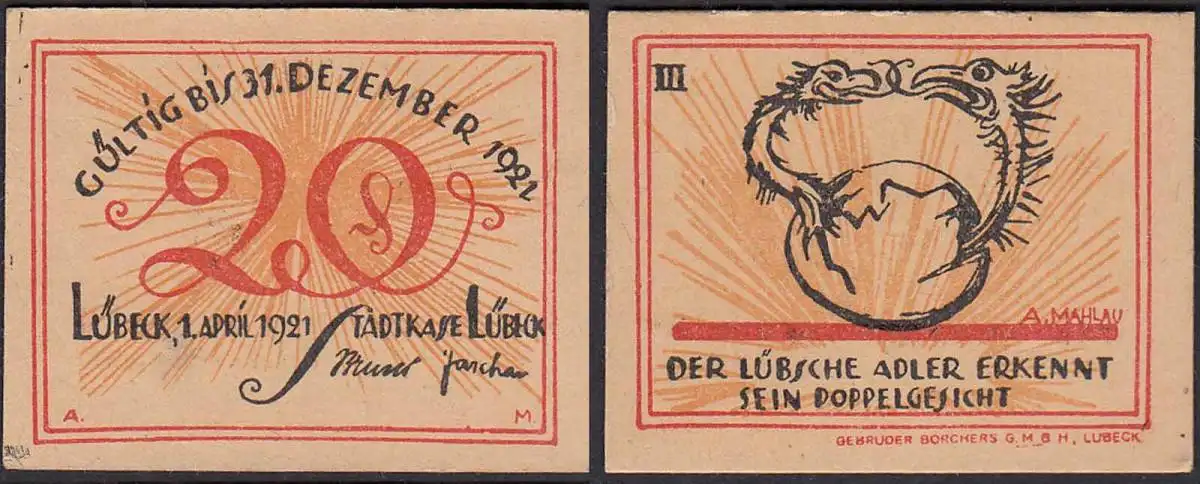 GÜLTIG BIS 31. DEZEMBER 1921
20
LÜBECK, 1. APRIL 1921 STADTKASSE LÜBECK
A. M.
III
A. MAHLAU
DER LÜBSCHE ADLER ERKENNT
SEIN DOPPELGESICHT
GEBRÜDER BORCHERS G.M.B.H, LÜBECK